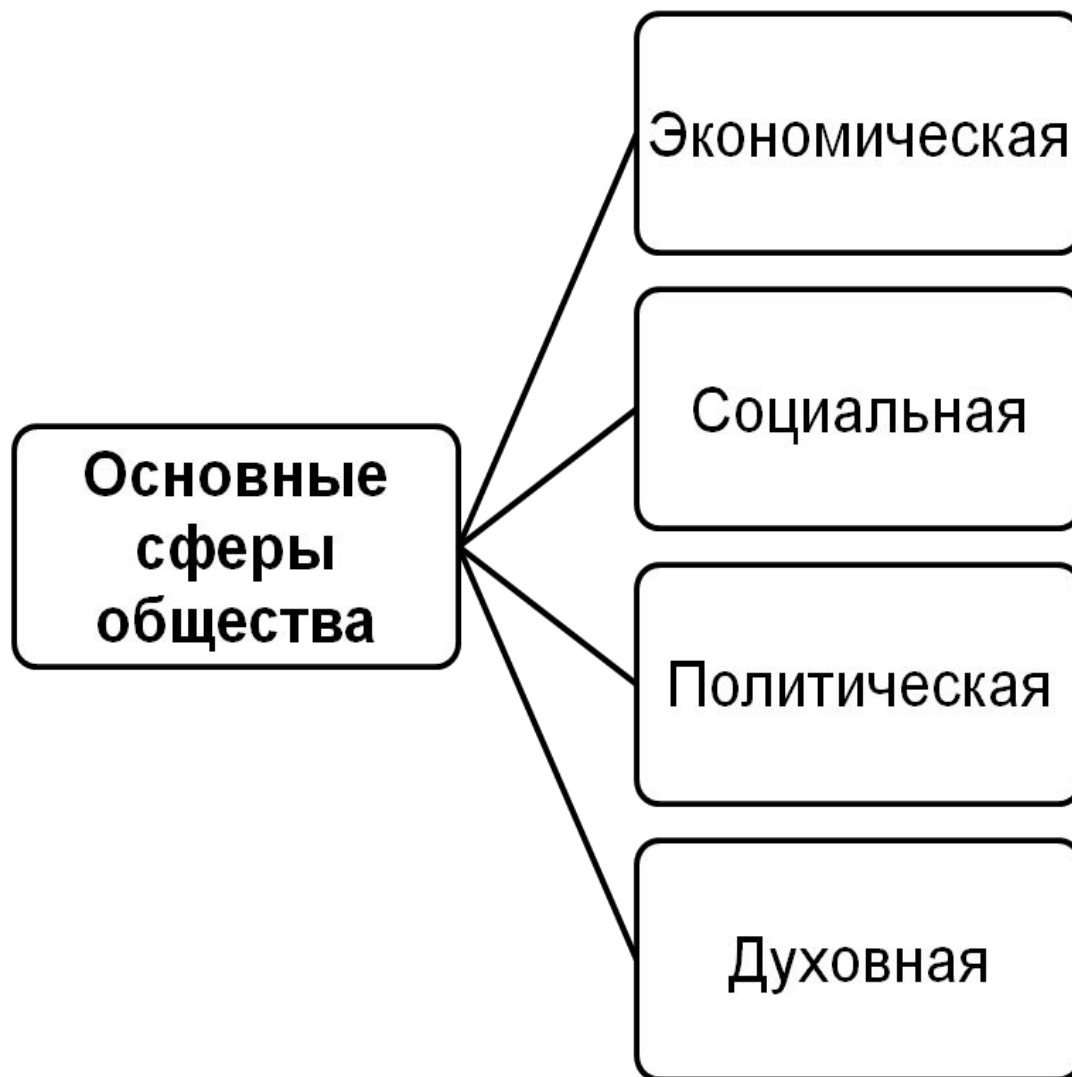 Экономическая
Социальная
Основные
сферы
общества
Политическая
Духовная